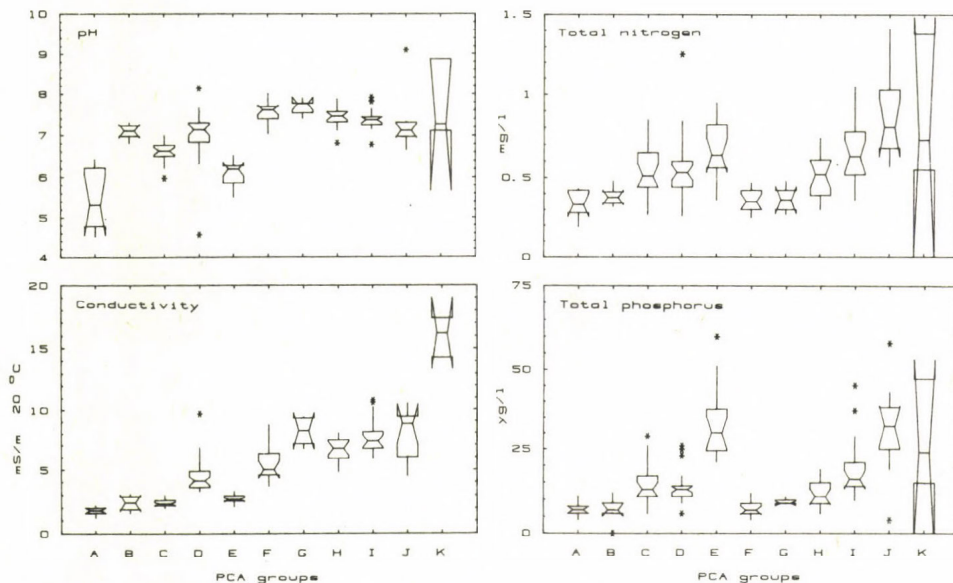 pH
10
9
8
7
6
5
4
Total nitrogen
mg/l
1.5
1
0.5
0
Conductivity
mS/m 20 °C
20
15
10
5
0
A B C D E F G H I J K
PCA groups
Total phosphorus
yg/l
75
50
25
0
A B C D E F G H I J K
PCA groups